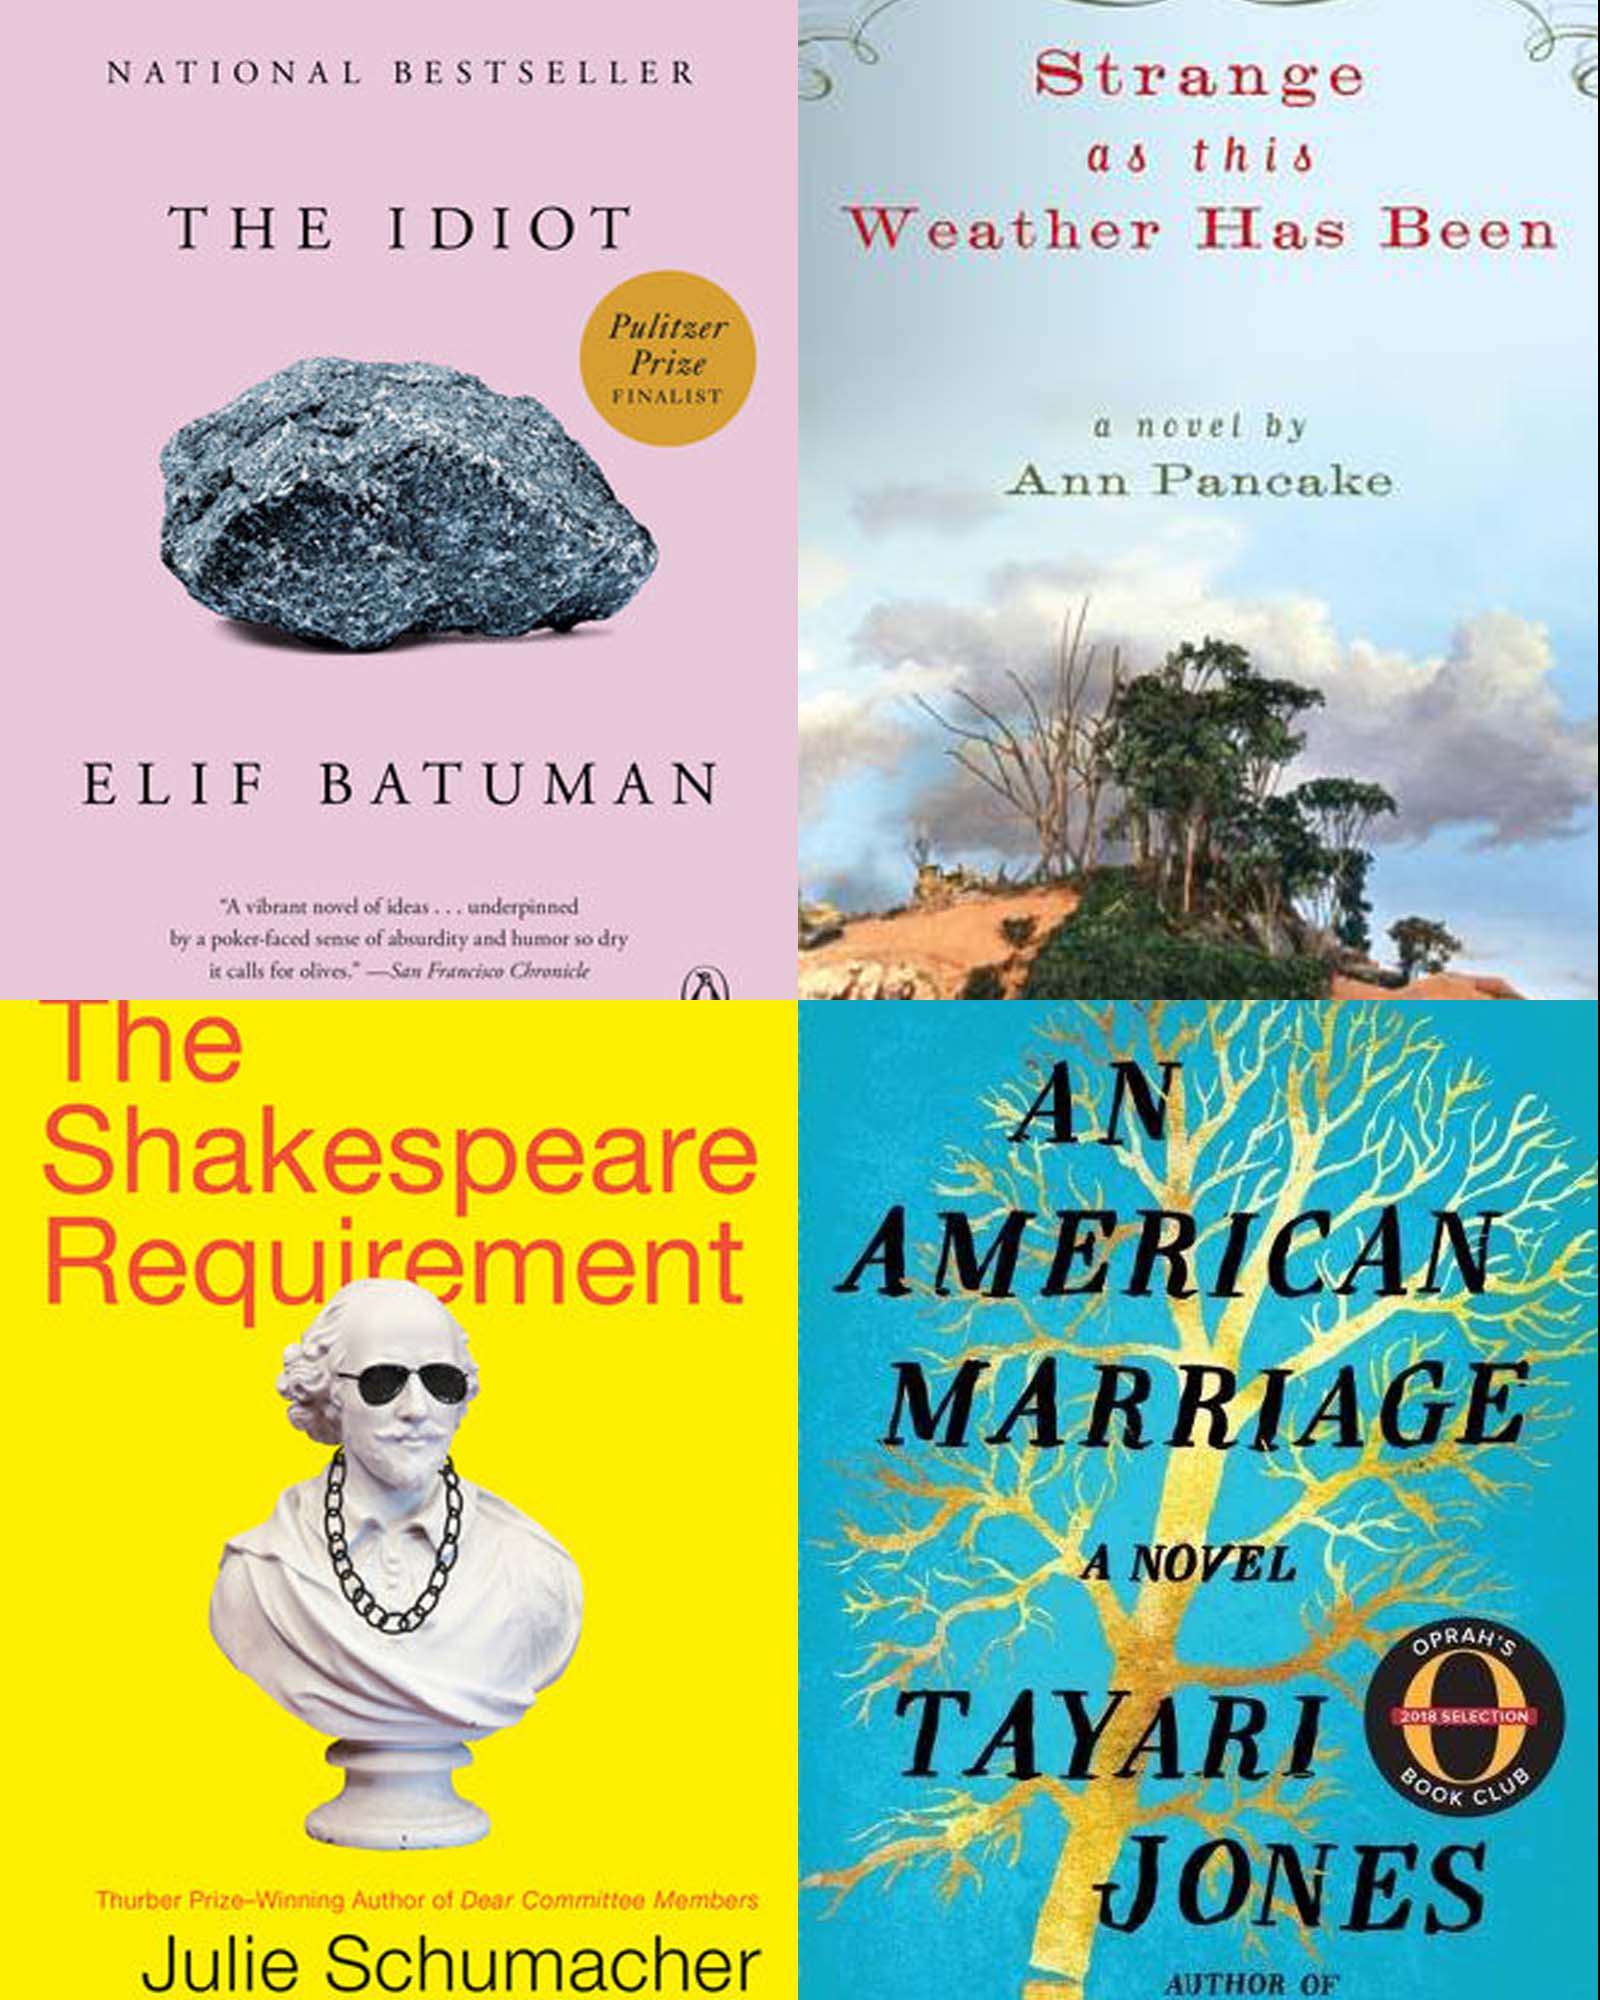 NATIONAL BESTSELLER
THE IDIOT
Pulitzer
Prize
FINALIST
ELIF BATUMAN
"A vibrant novel of ideas . . . underpinned
by a poker-faced sense of absurdity and humor so dry
it calls for olives." —San Francisco Chronicle
Strange
as this
Weather Has Been
a novel by
Ann Pancake
The
Shakespeare
Requirement
Thurber Prize–Winning Author of Dear Committee Members
Julie Schumacher
AN
AMERICAN
MARRIAGE
A NOVEL
OPRAH'S
O
2018 SELECTION
BOOK CLUB
TAYARI
JONES
AUTHOR OF